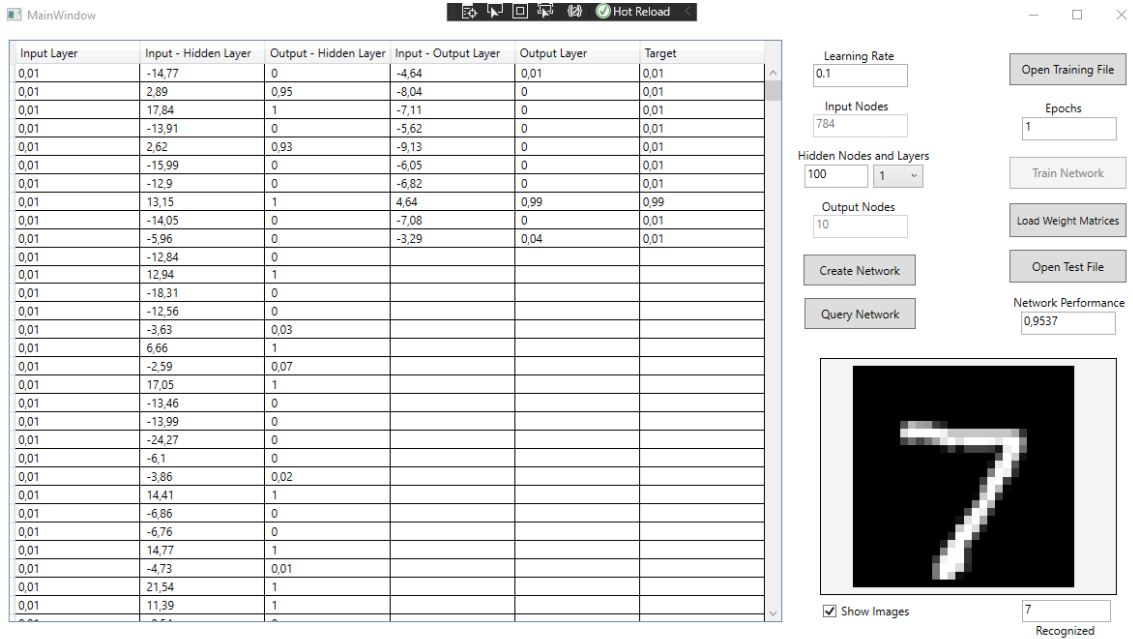 MainWindow
Hot Reload
Input Layer Input - Hidden Layer Output - Hidden Layer Input - Output Layer Output Layer Target
0,01 -14,77 0 -4,64 0,01 0,01
0,01 2,89 0,95 -8,04 0 0,01
0,01 17,84 1 -7,11 0 0,01
0,01 -13,91 0 -5,62 0 0,01
0,01 2,62 0,93 -9,13 0 0,01
0,01 -15,99 0 -6,05 0 0,01
0,01 -12,9 0 -6,82 0 0,01
0,01 13,15 1 4,64 0,99 0,99
0,01 -14,05 0 -7,08 0 0,01
0,01 -5,96 0 -3,29 0,04 0,01
0,01 -12,84 0
0,01 12,94 1
0,01 -18,31 0
0,01 -12,56 0
0,01 -3,63 0,03
0,01 6,66 1
0,01 -2,59 0,07
0,01 17,05 1
0,01 -13,46 0
0,01 -13,99 0
0,01 -24,27 0
0,01 -6,1 0
0,01 -3,86 0,02
0,01 14,41 1
0,01 -6,86 0
0,01 -6,76 0
0,01 14,77 1
0,01 -4,73 0,01
0,01 21,54 1
0,01 11,39 1
Learning Rate
0.1
Input Nodes
784
Hidden Nodes and Layers
100 1
Output Nodes
10
Create Network
Query Network
Open Training File
Epochs
1
Train Network
Load Weight Matrices
Open Test File
Network Performance
0,9537
7
Show Images
7
Recognized